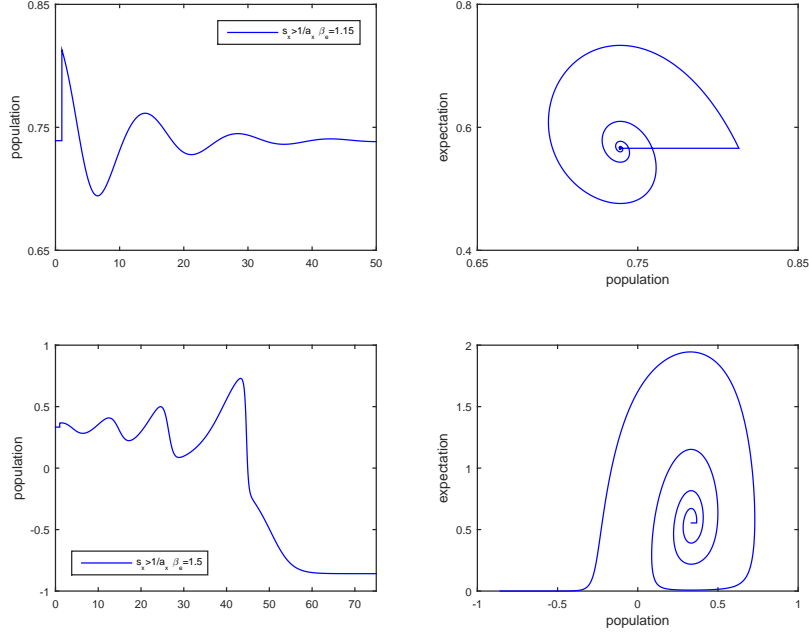 0.85
0.75
0.65
population
s_x>1/a_x β_e=1.15
0 10 20 30 40 50
0.8
0.6
0.4
expectation
0.65 0.75 0.85
population
1
0.5
0
-0.5
-1
population
s_x>1/a_x β_e=1.5
0 10 20 30 40 50 60 70
2
1.5
1
0.5
0
expectation
-1 -0.5 0 0.5 1
population